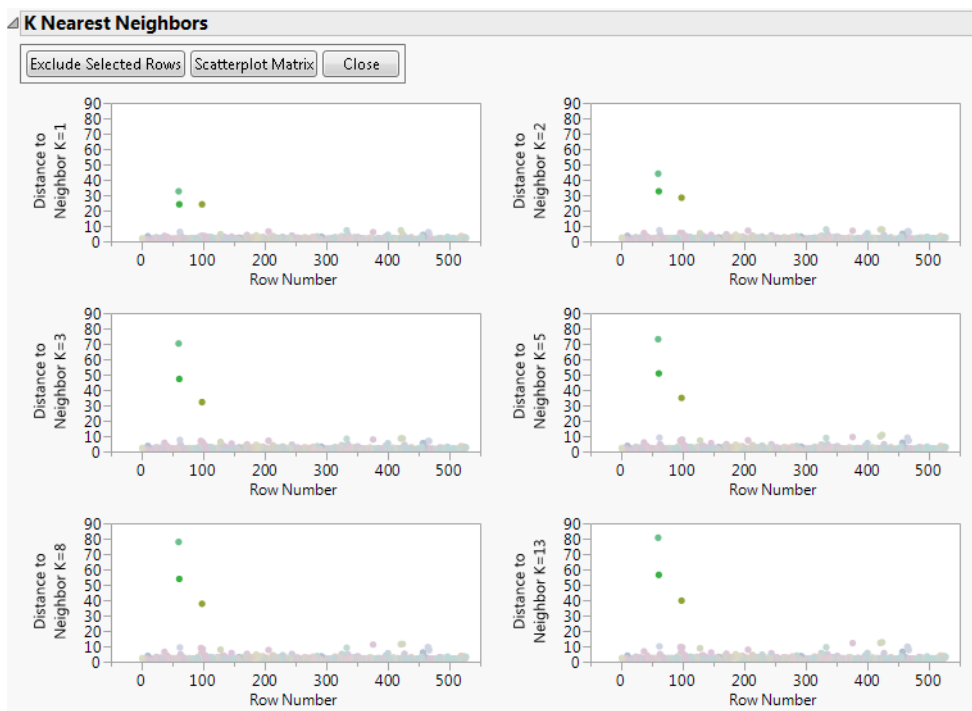 K Nearest Neighbors
Exclude Selected Rows Scatterplot Matrix Close
90
80
70
60
50
40
30
20
10
0
Distance to
Neighbor K=1
0 100 200 300 400 500
Row Number
90
80
70
60
50
40
30
20
10
0
Distance to
Neighbor K=2
0 100 200 300 400 500
Row Number
90
80
70
60
50
40
30
20
10
0
Distance to
Neighbor K=3
0 100 200 300 400 500
Row Number
90
80
70
60
50
40
30
20
10
0
Distance to
Neighbor K=5
0 100 200 300 400 500
Row Number
90
80
70
60
50
40
30
20
10
0
Distance to
Neighbor K=8
0 100 200 300 400 500
Row Number
90
80
70
60
50
40
30
20
10
0
Distance to
Neighbor K=13
0 100 200 300 400 500
Row Number